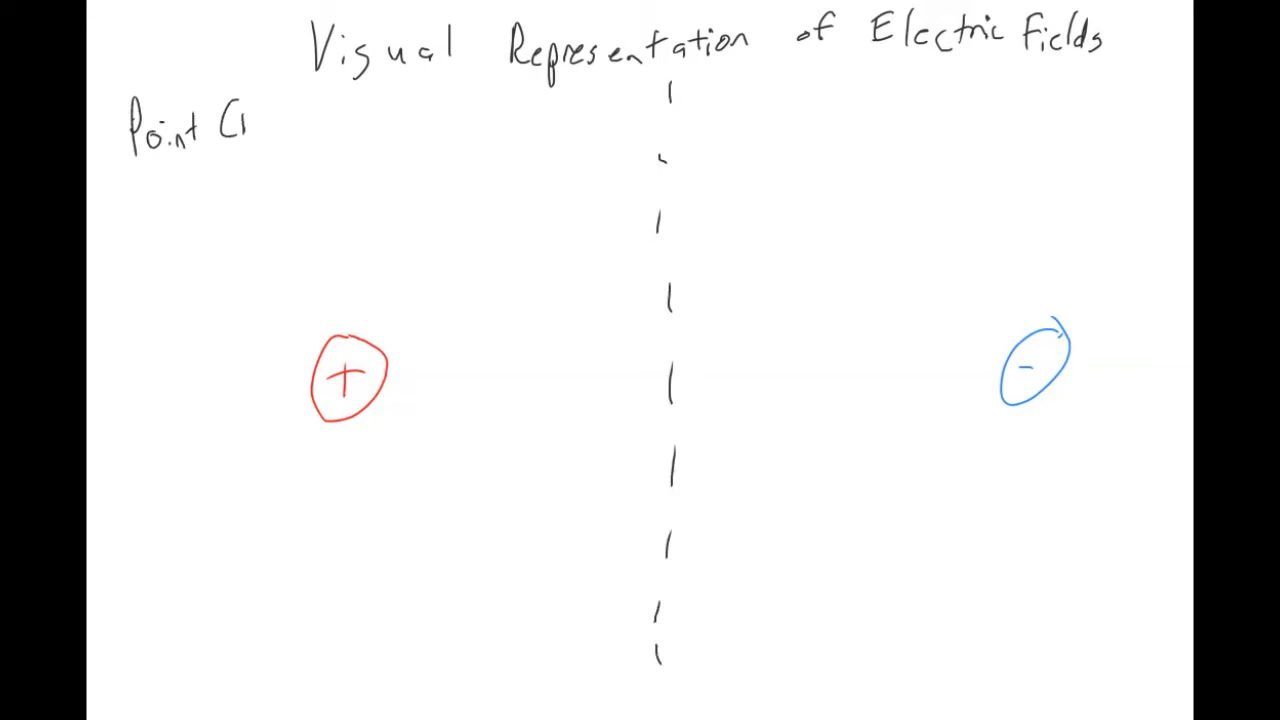 Visual Representation of Electric Fields
Point C
+
-